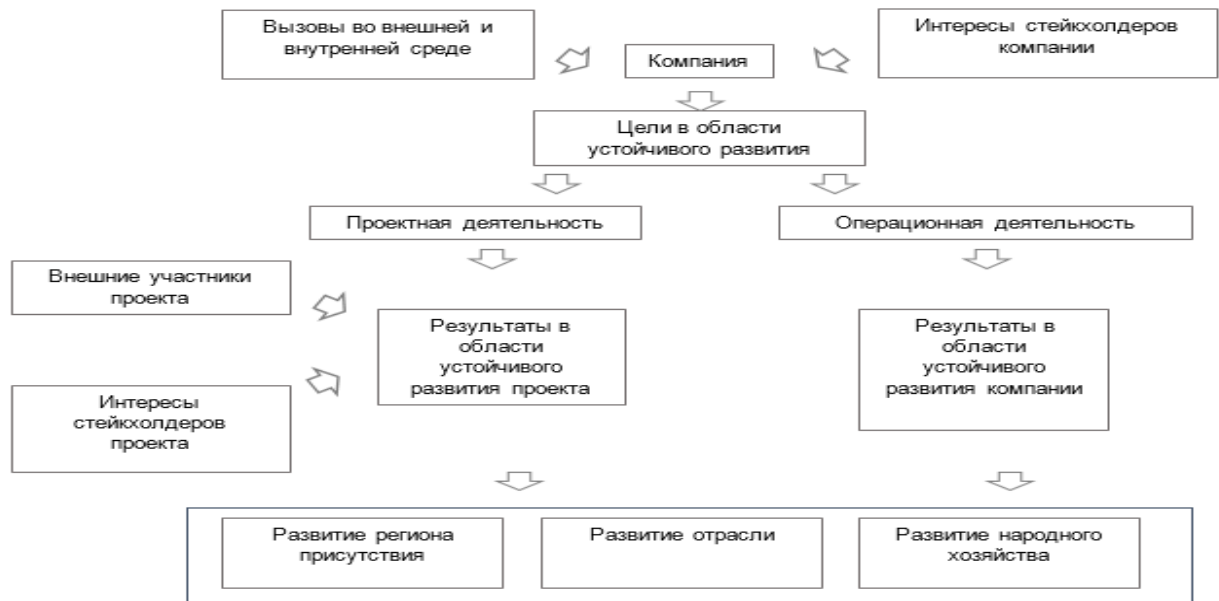 Вызовы во внешней и
внутренней среде
Компания
Интересы стейкхолдеров
компании
Цели в области
устойчивого развития
Проектная деятельность
Операционная деятельность
Внешние участники
проекта
Результаты в
области
устойчивого
развития проекта
Результаты в
области
устойчивого
развития компании
Интересы
стейкхолдеров
проекта
Развитие региона
присутствия
Развитие отрасли
Развитие народного
хозяйства